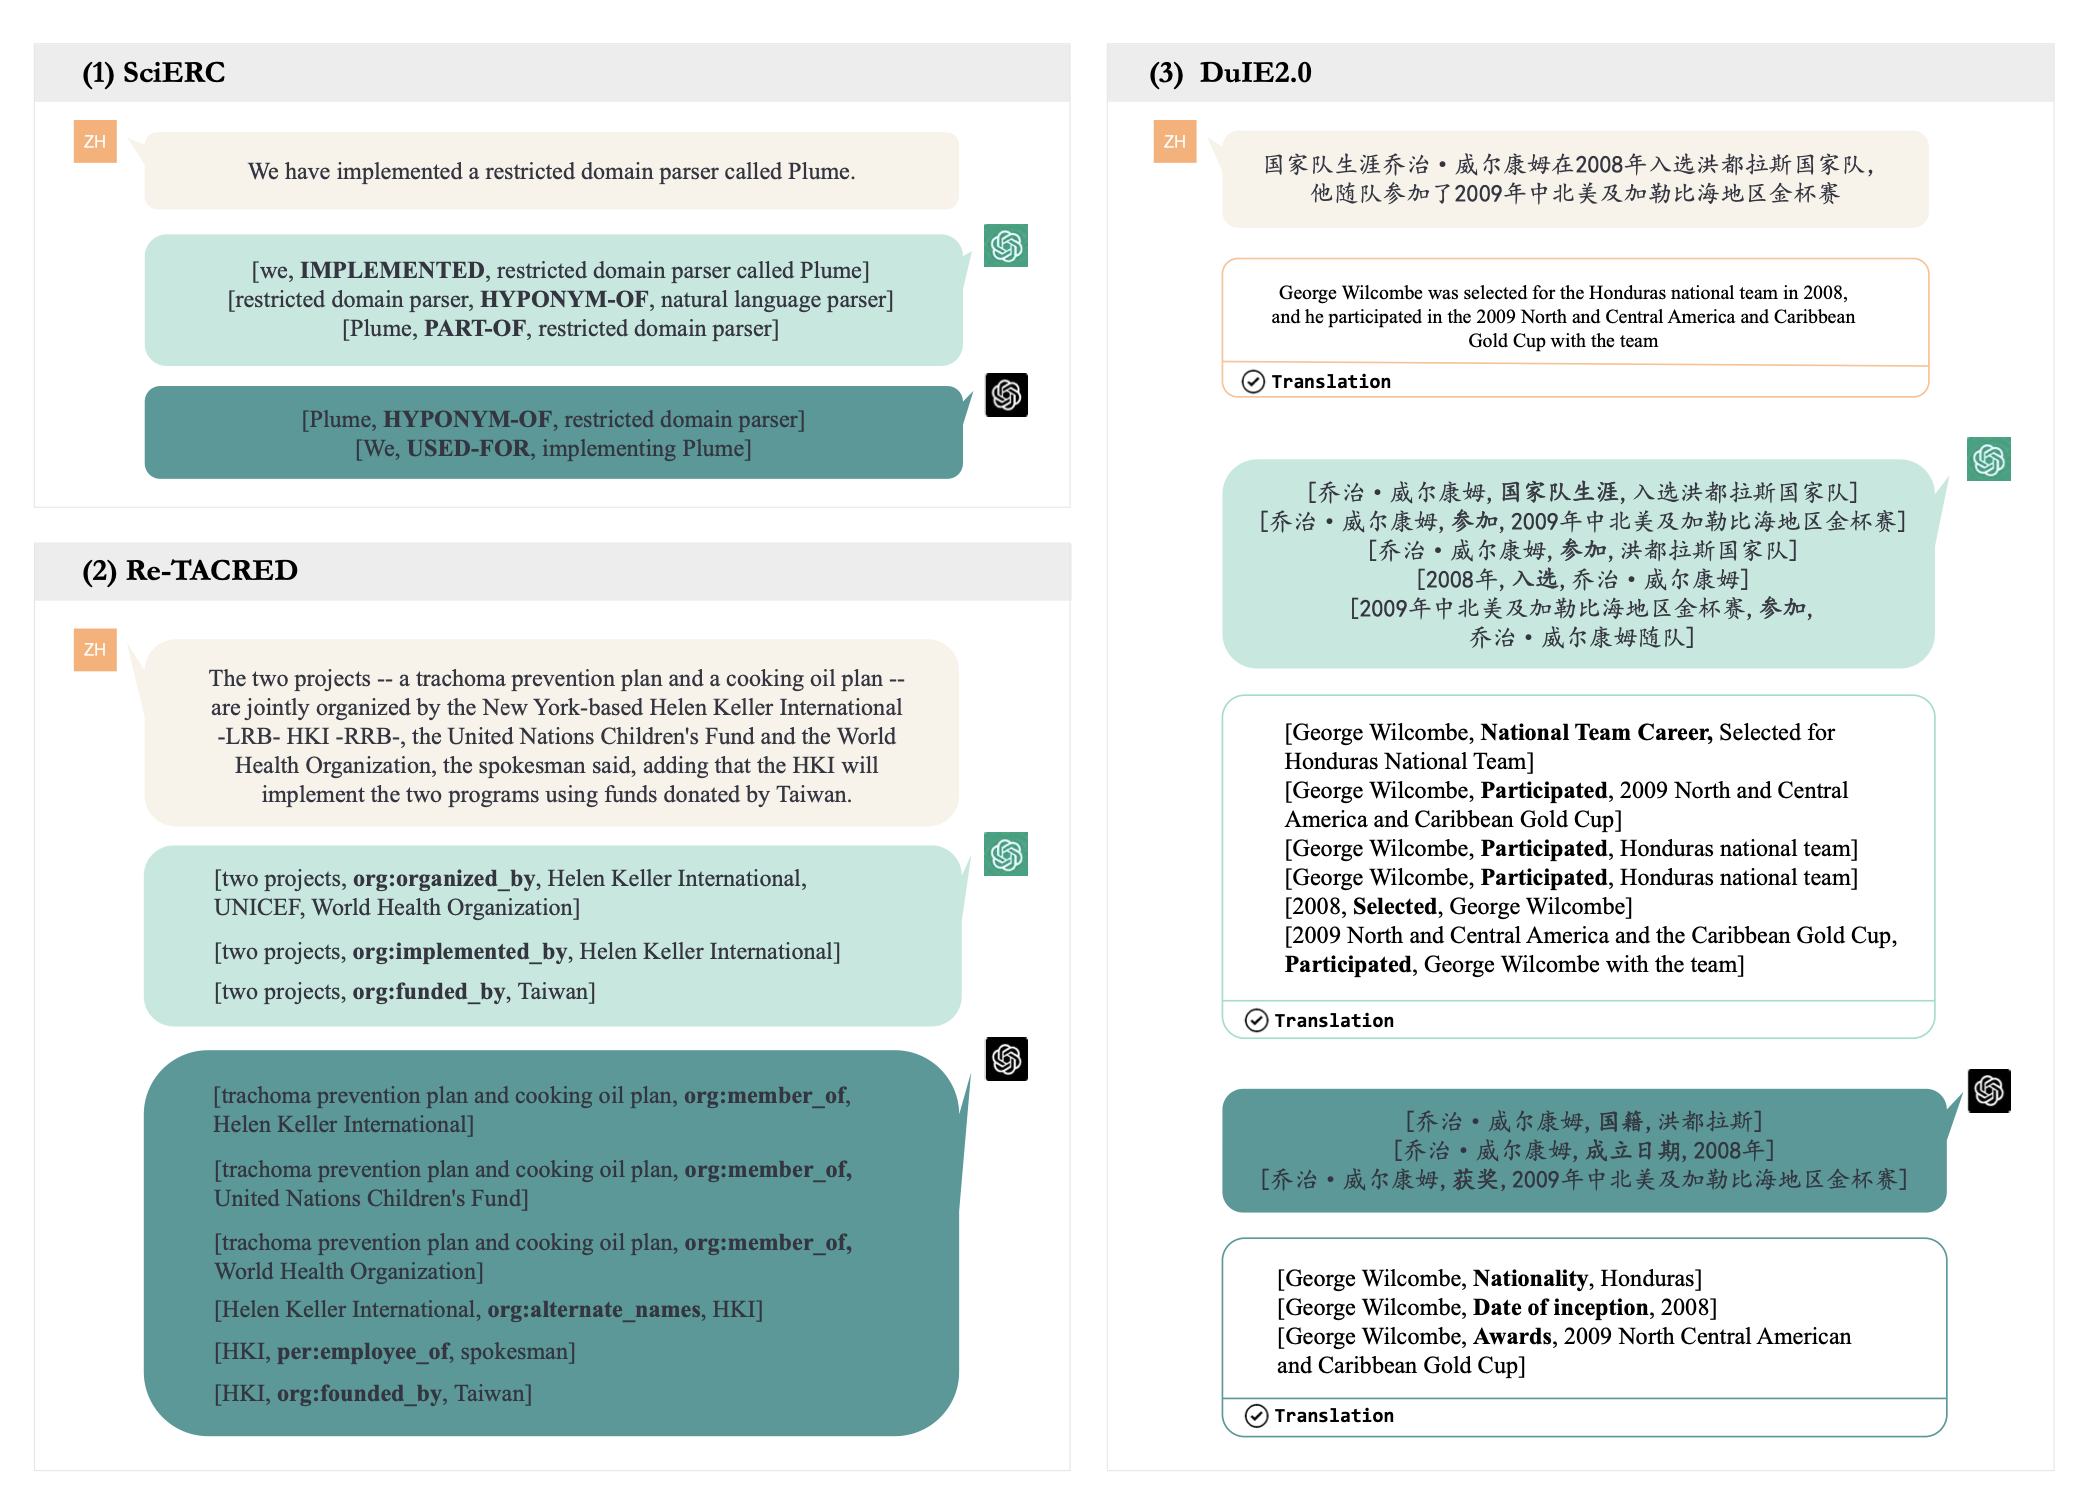 (1) SciERC
ZH
We have implemented a restricted domain parser called Plume.
[we, IMPLEMENTED, restricted domain parser called Plume]
[restricted domain parser, HYPONYM-OF, natural language parser]
[Plume, PART-OF, restricted domain parser]
[Plume, HYPONYM-OF, restricted domain parser]
[We, USED-FOR, implementing Plume]
(2) Re-TACRED
ZH
The two projects -- a trachoma prevention plan and a cooking oil plan --
are jointly organized by the New York-based Helen Keller International
-LRB- HKI -RRB-, the United Nations Children's Fund and the World
Health Organization, the spokesman said, adding that the HKI will
implement the two programs using funds donated by Taiwan.
[two projects, org:organized_by, Helen Keller International,
UNICEF, World Health Organization]
[two projects, org:implemented_by, Helen Keller International]
[two projects, org:funded_by, Taiwan]
[trachoma prevention plan and cooking oil plan, org:member_of,
Helen Keller International]
[trachoma prevention plan and cooking oil plan, org:member_of,
United Nations Children's Fund]
[trachoma prevention plan and cooking oil plan, org:member_of,
World Health Organization]
[Helen Keller International, org:alternate_names, HKI]
[HKI, per:employee_of, spokesman]
[HKI, org:founded_by, Taiwan]
(3) DuIE2.0
ZH
国家队生涯乔治·威尔康姆在2008年入选洪都拉斯国家队,
他随队参加了2009年中北美及加勒比海地区金杯赛
George Wilcombe was selected for the Honduras national team in 2008,
and he participated in the 2009 North and Central America and Caribbean
Gold Cup with the team
Translation
[乔治·威尔康姆, 国家队生涯, 入选洪都拉斯国家队]
[乔治·威尔康姆, 参加, 2009年中北美及加勒比海地区金杯赛]
[乔治·威尔康姆, 参加, 洪都拉斯国家队]
[2008年, 入选, 乔治·威尔康姆]
[2009年中北美及加勒比海地区金杯赛, 参加,
乔治·威尔康姆随队]
[George Wilcombe, National Team Career, Selected for
Honduras National Team]
[George Wilcombe, Participated, 2009 North and Central
America and Caribbean Gold Cup]
[George Wilcombe, Participated, Honduras national team]
[George Wilcombe, Participated, Honduras national team]
[2008, Selected, George Wilcombe]
[2009 North and Central America and the Caribbean Gold Cup,
Participated, George Wilcombe with the team]
Translation
[乔治·威尔康姆, 国籍, 洪都拉斯]
[乔治·威尔康姆, 成立日期, 2008年]
[乔治·威尔康姆, 获奖, 2009年中北美及加勒比海地区金杯赛]
[George Wilcombe, Nationality, Honduras]
[George Wilcombe, Date of inception, 2008]
[George Wilcombe, Awards, 2009 North Central American
and Caribbean Gold Cup]
Translation